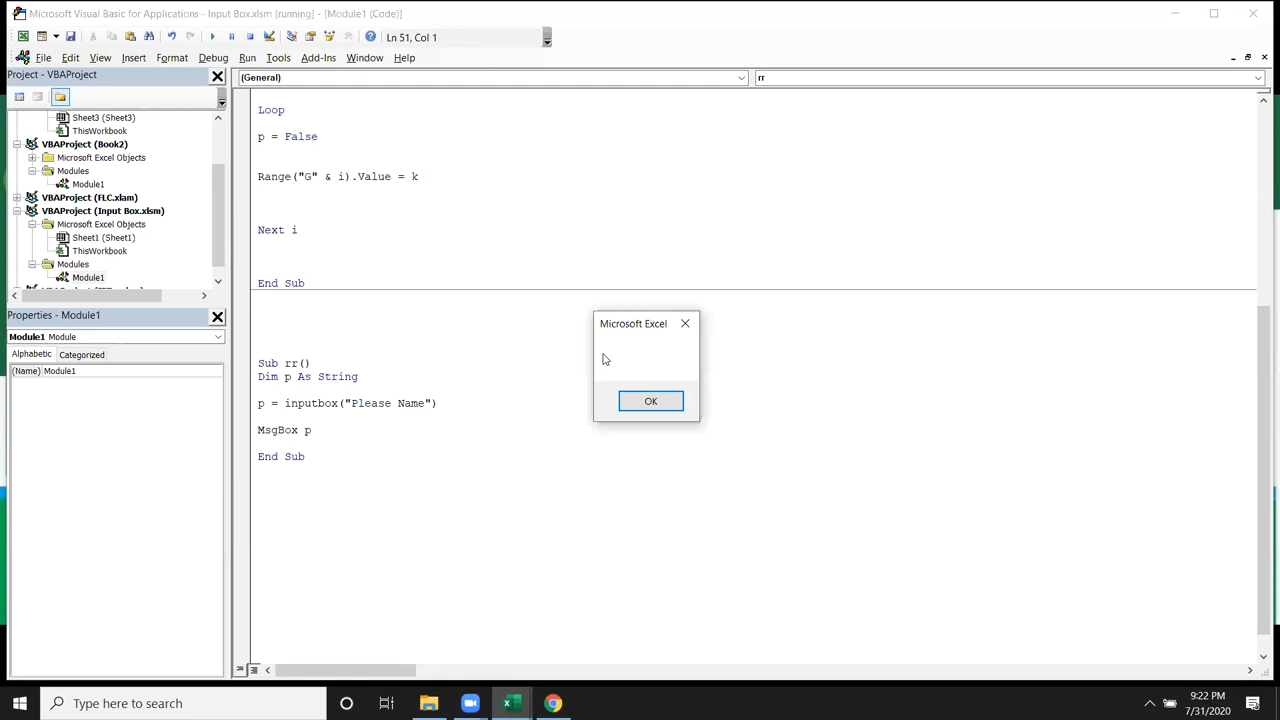 Microsoft Visual Basic for Applications - Input Box.xlsm [running] - [Module1 (Code)]
Ln 51, Col 1
File Edit View Insert Format Debug Run Tools Add-Ins Window Help
Project - VBAProject
(General)
rr
Sheet3 (Sheet3)
ThisWorkbook
VBAProject (Book2)
Microsoft Excel Objects
Modules
Module1
VBAProject (FLC.xlam)
VBAProject (Input Box.xlsm)
Microsoft Excel Objects
Sheet1 (Sheet1)
ThisWorkbook
Modules
Module1
Properties - Module1
Module1 Module
Alphabetic Categorized
(Name) Module1
Loop
p = False
Range("G" & i).Value = k
Next i
End Sub
Sub rr()
Dim p As String
p = inputbox("Please Name")
MsgBox p
End Sub
Microsoft Excel
OK
Type here to search
9:22 PM
7/31/2020